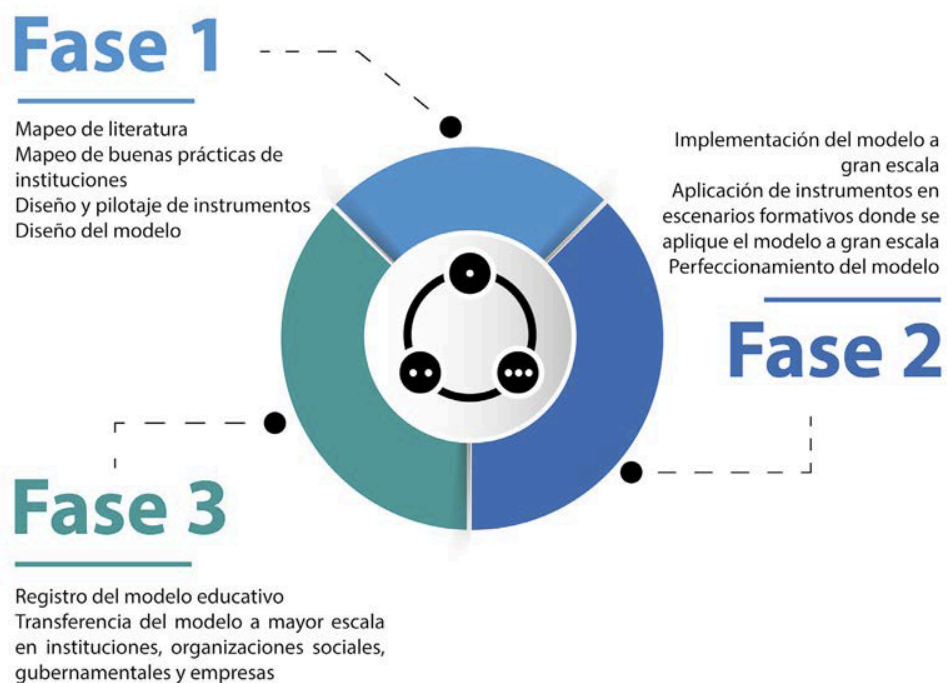 Fase 1
Mapeo de literatura
Mapeo de buenas prácticas de
instituciones
Diseño y pilotaje de instrumentos
Diseño del modelo
Implementación del modelo a
gran escala
Aplicación de instrumentos en
escenarios formativos donde se
aplique el modelo a gran escala
Perfeccionamiento del modelo
Fase 2
Fase 3
Registro del modelo educativo
Transferencia del modelo a mayor escala
en instituciones, organizaciones sociales,
gubernamentales y empresas